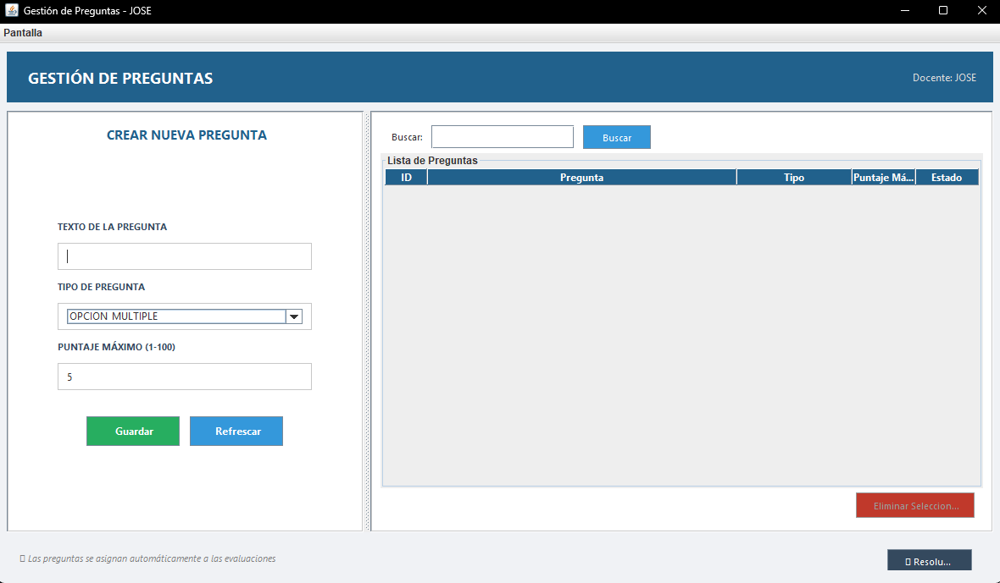 Gestión de Preguntas - JOSE
Pantalla
GESTIÓN DE PREGUNTAS
Docente: JOSE
CREAR NUEVA PREGUNTA
TEXTO DE LA PREGUNTA
TIPO DE PREGUNTA
OPCION MULTIPLE
PUNTAJE MÁXIMO (1-100)
5
Guardar Refrescar
Buscar: Buscar
Lista de Preguntas
ID Pregunta Tipo Puntaje Má... Estado
Eliminar Seleccion...
Las preguntas se asignan automáticamente a las evaluaciones
Resolu...